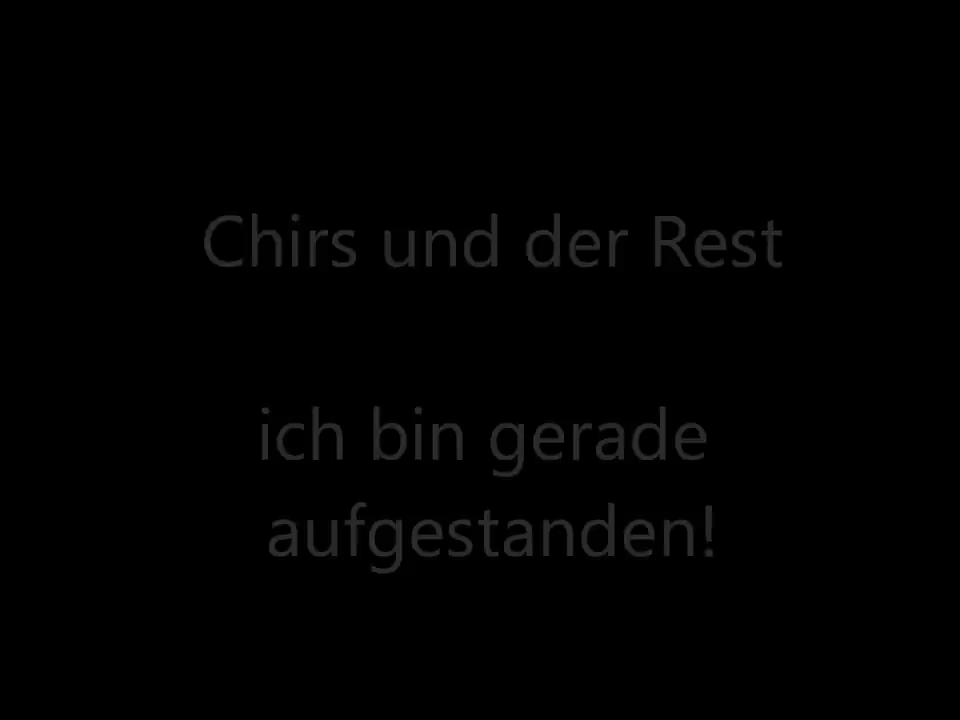 Chirs und der Rest
ich bin gerade
aufgestanden!